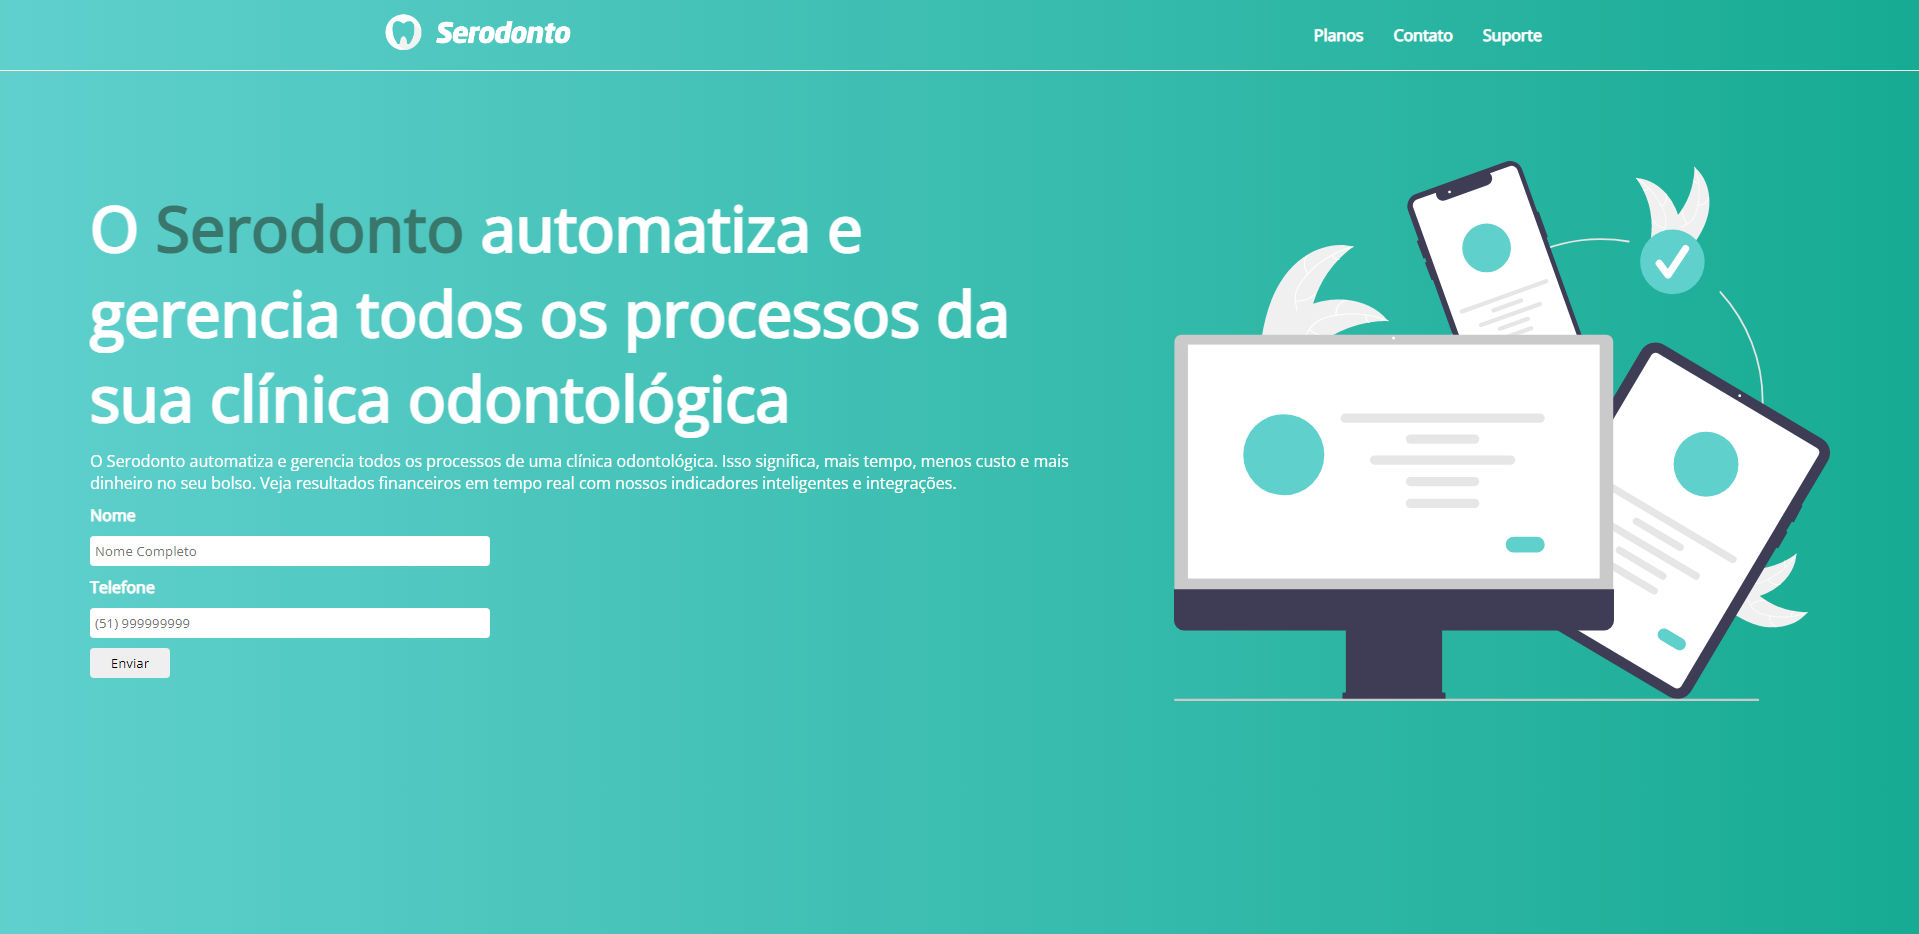 Serodonto
Planos Contato Suporte
O Serodonto automatiza e
gerencia todos os processos da
sua clínica odontológica
O Serodonto automatiza e gerencia todos os processos de uma clínica odontológica. Isso significa, mais tempo, menos custo e mais
dinheiro no seu bolso. Veja resultados financeiros em tempo real com nossos indicadores inteligentes e integrações.
Nome
Nome Completo
Telefone
(51) 999999999
Enviar